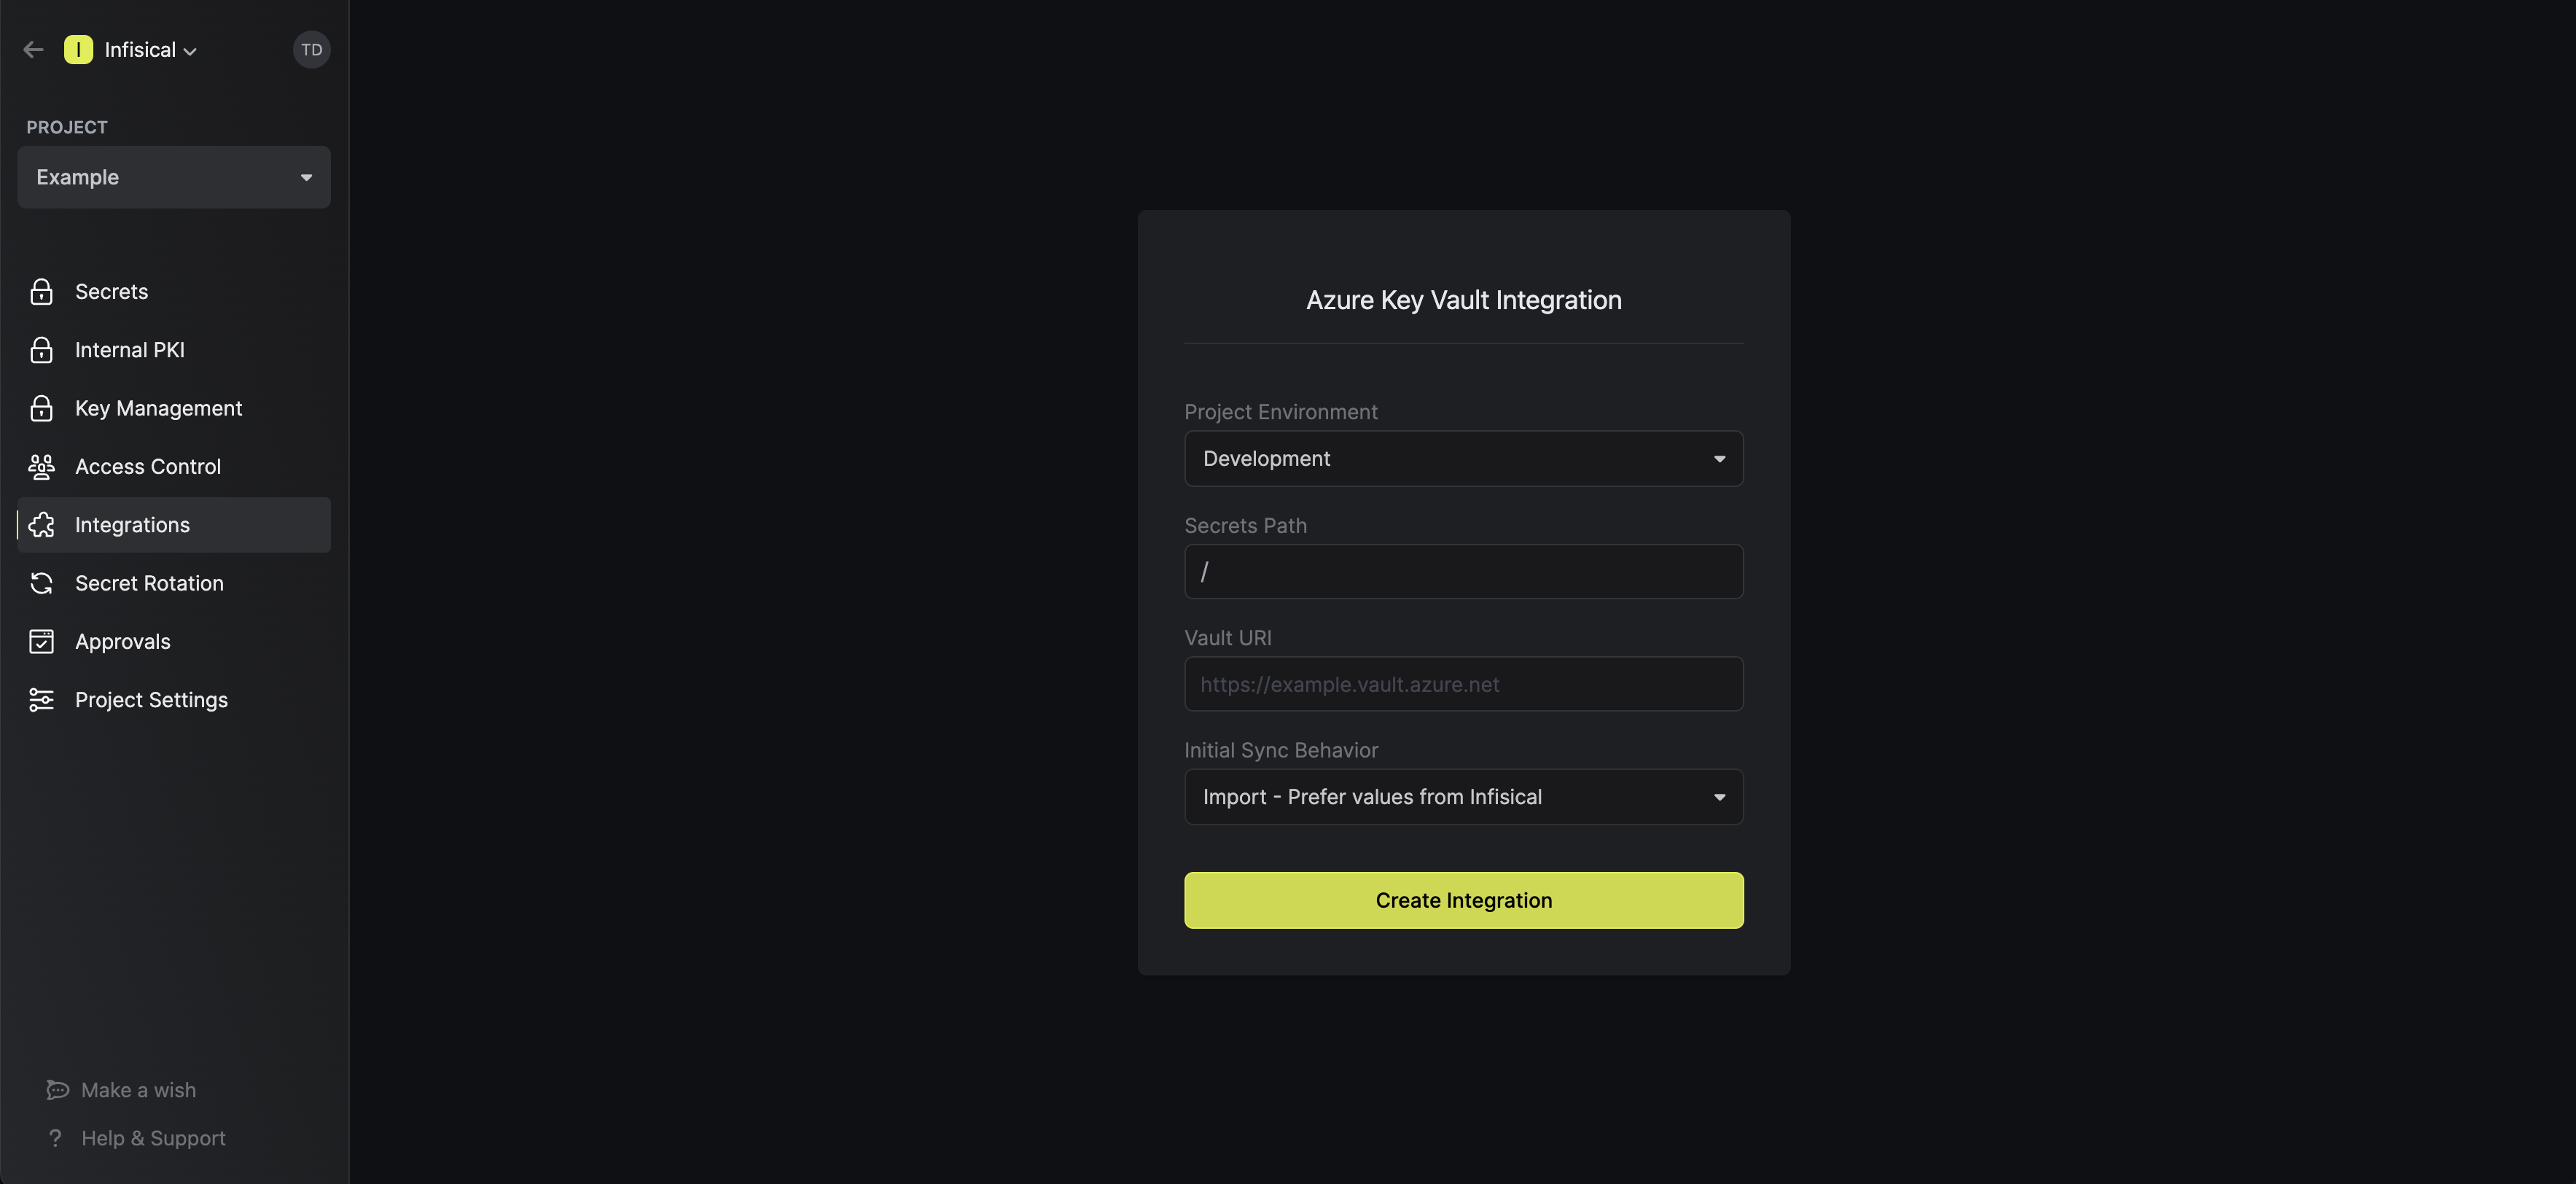 I Infisical TD
PROJECT
Example
Secrets
Internal PKI
Key Management
Access Control
Integrations
Secret Rotation
Approvals
Project Settings
Make a wish
? Help & Support
Azure Key Vault Integration
Project Environment
Development
Secrets Path
/
Vault URI
https://example.vault.azure.net
Initial Sync Behavior
Import - Prefer values from Infisical
Create Integration